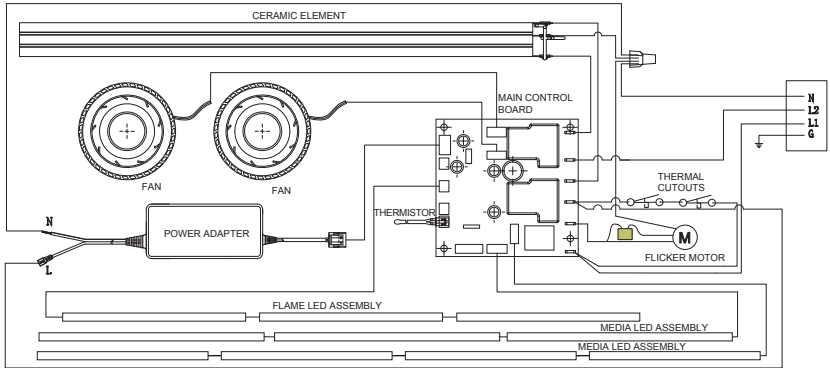 CERAMIC ELEMENT
MAIN CONTROL
BOARD
N
L2
L1
G
FAN
FAN
THERMAL
CUTOUTS
THERMISTOR
N
POWER ADAPTER
L
M
FLICKER MOTOR
FLAME LED ASSEMBLY
MEDIA LED ASSEMBLY
MEDIA LED ASSEMBLY